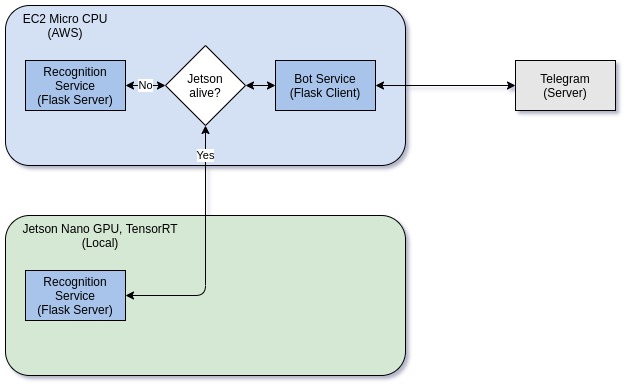 EC2 Micro CPU
(AWS)
Recognition
Service
(Flask Server)
No
Jetson
alive?
Bot Service
(Flask Client)
Telegram
(Server)
Yes
Jetson Nano GPU, TensorRT
(Local)
Recognition
Service
(Flask Server)